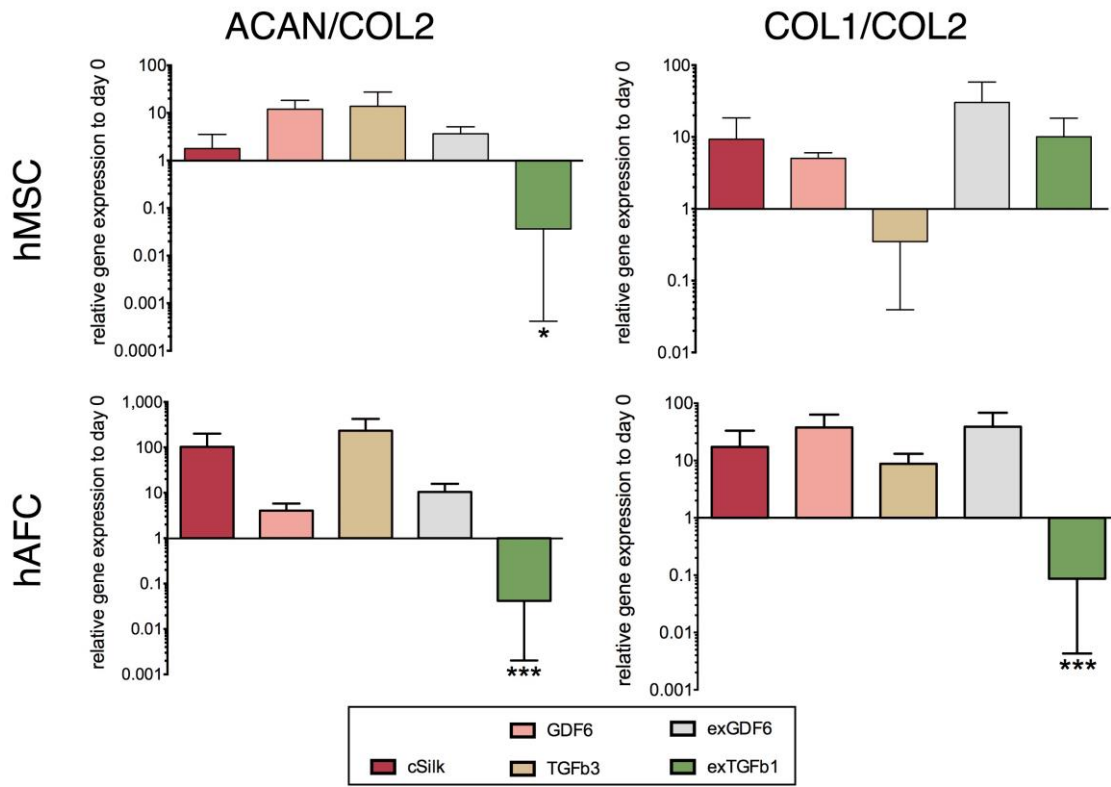 ACAN/COL2
COL1/COL2
hMSC
relative gene expression to day 0
100
10
1
0.1
0.01
0.001
0.0001
*
relative gene expression to day 0
100
10
1
0.1
0.01
hAFC
relative gene expression to day 0
1,000
100
10
1
0.1
0.01
0.001
***
relative gene expression to day 0
100
10
1
0.1
0.01
0.001
***
GDF6
exGDF6
cSilk
TGFb3
exTGFb1